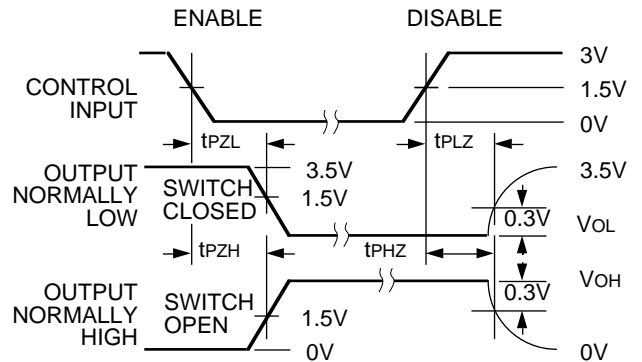 ENABLE
DISABLE
CONTROL
INPUT
3V
1.5V
0V
tPZL
tPLZ
OUTPUT
NORMALLY
LOW
SWITCH
CLOSED
3.5V
1.5V
3.5V
0.3V
VOL
tPZH
tPHZ
OUTPUT
NORMALLY
HIGH
SWITCH
OPEN
1.5V
0V
0.3V
VOH
0V